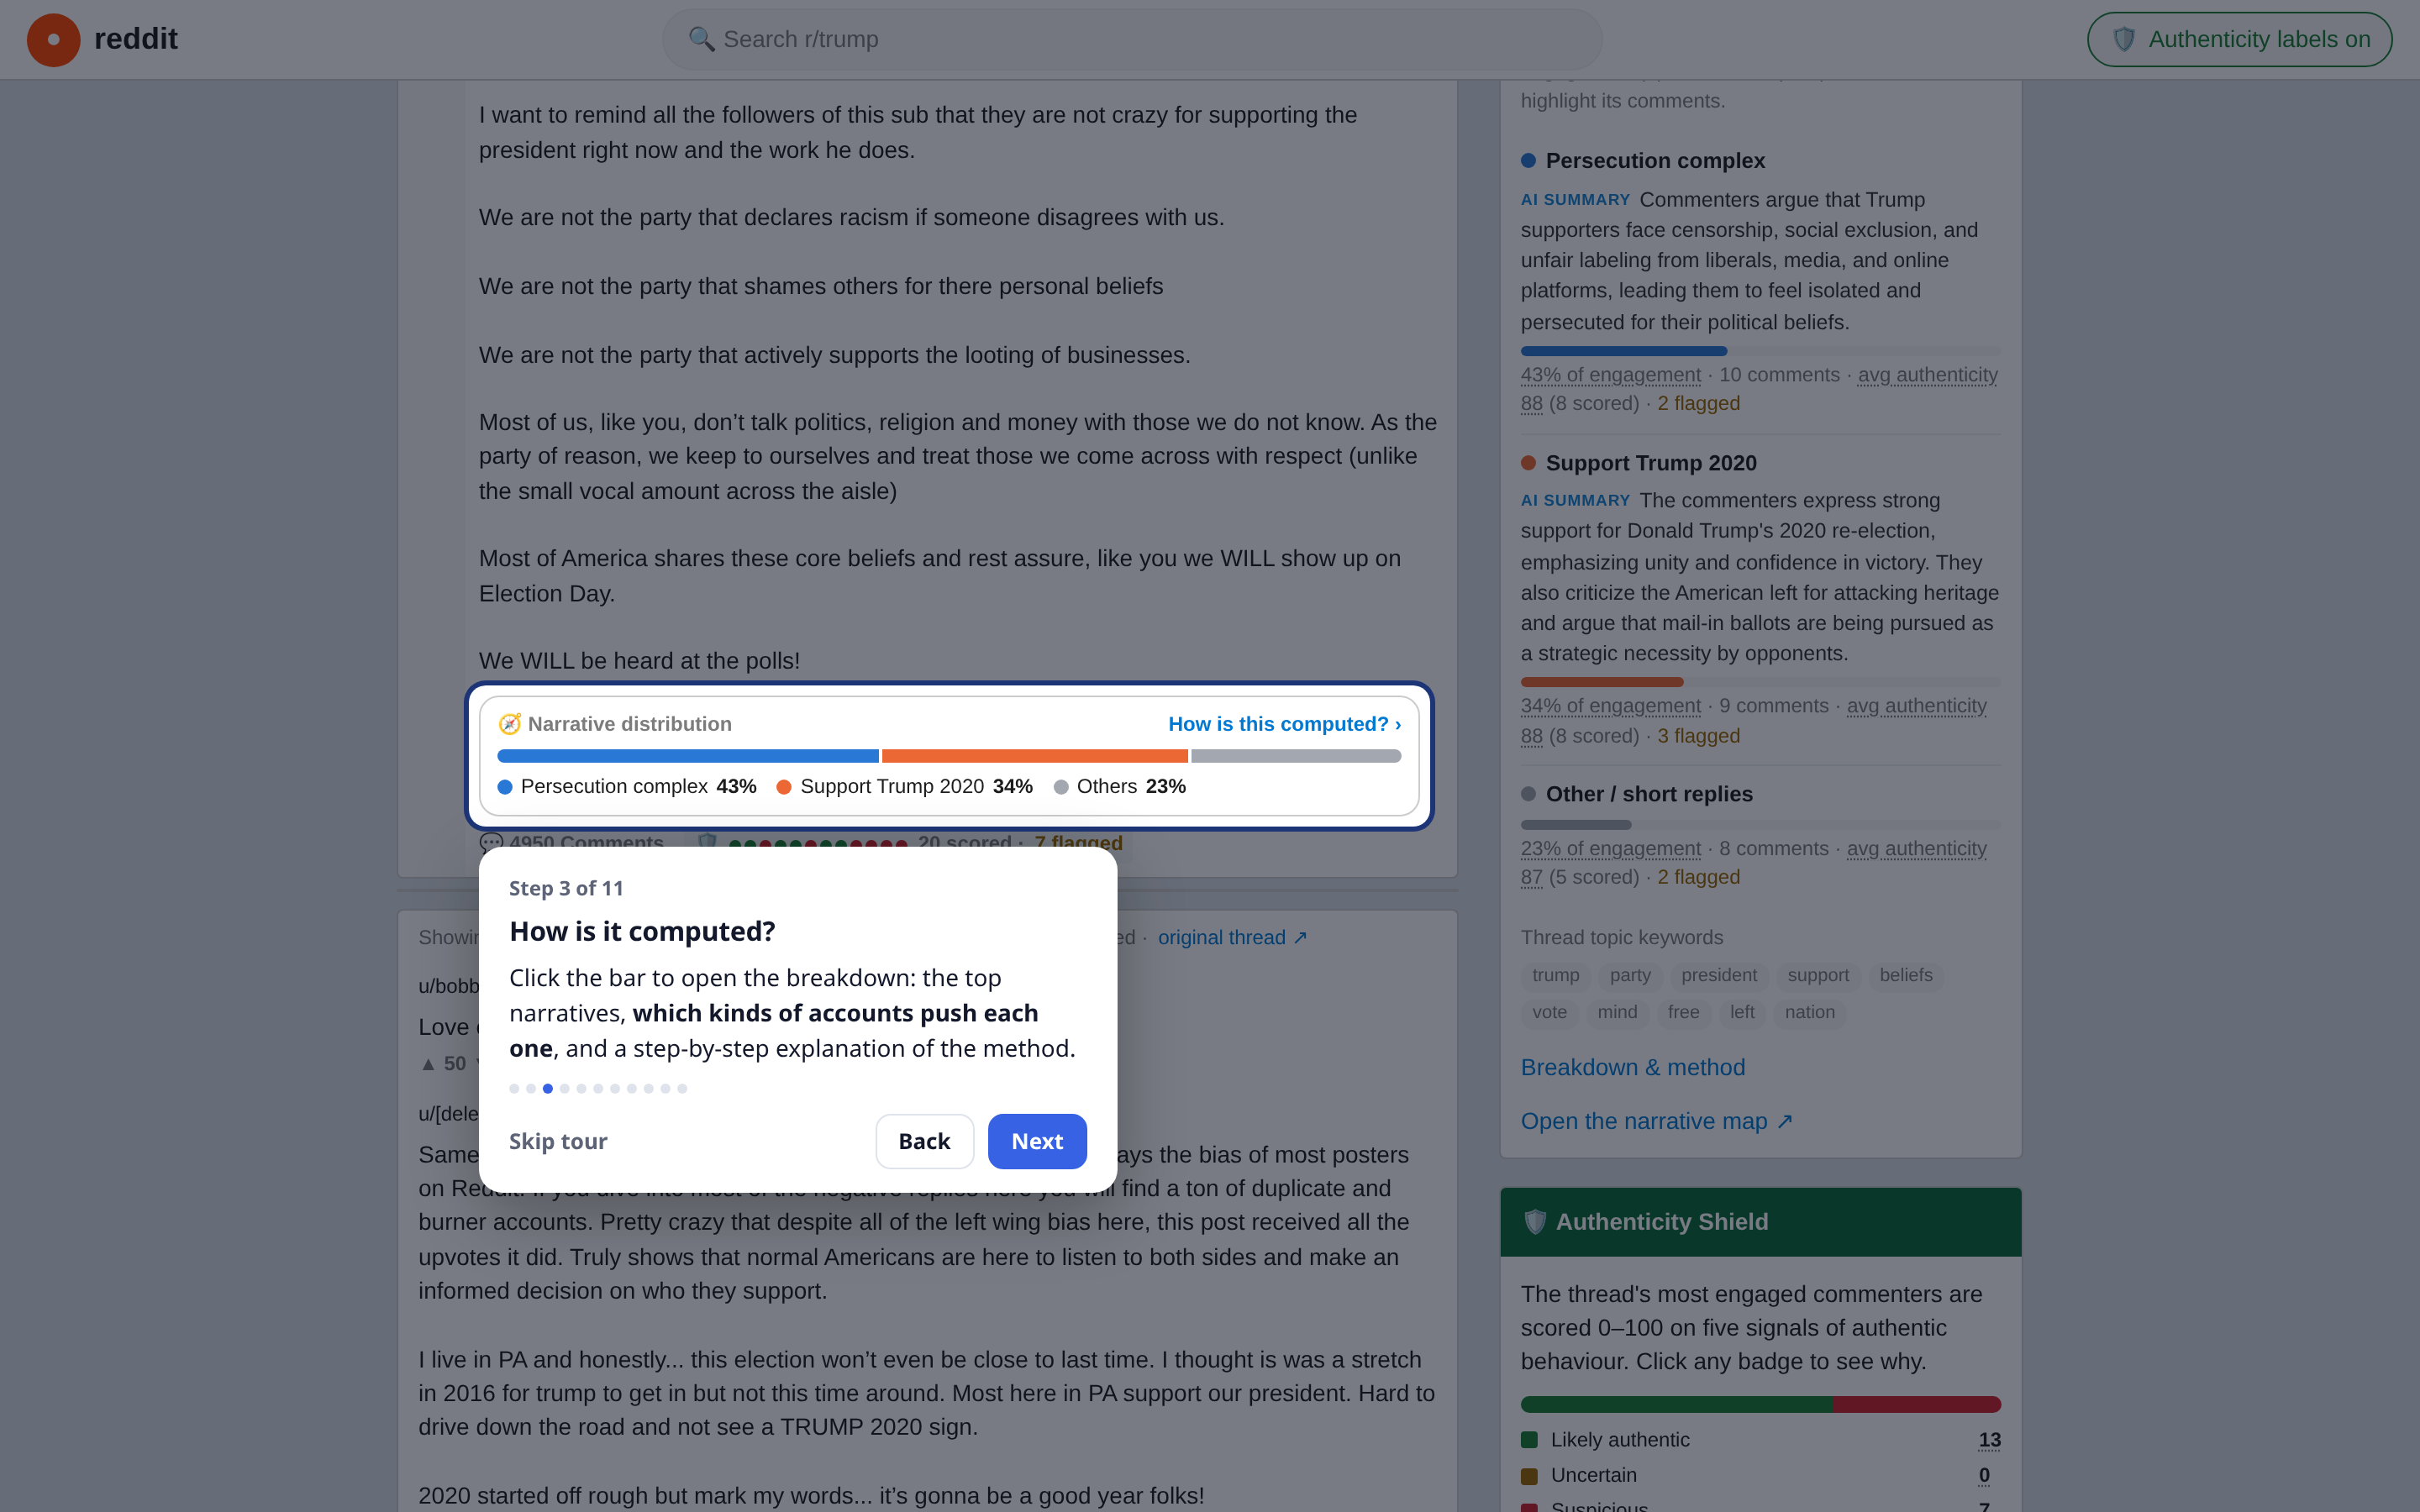 reddit
Search r/trump
Authenticity labels on
I want to remind all the followers of this sub that they are not crazy for supporting the
president right now and the work he does.
We are not the party that declares racism if someone disagrees with us.
We are not the party that shames others for there personal beliefs
We are not the party that actively supports the looting of businesses.
Most of us, like you, don’t talk politics, religion and money with those we do not know. As the
party of reason, we keep to ourselves and treat those we come across with respect (unlike
the small vocal amount across the aisle)
Most of America shares these core beliefs and rest assure, like you we WILL show up on
Election Day.
We WILL be heard at the polls!
Narrative distribution
How is this computed? ›
Persecution complex 43% Support Trump 2020 34% Others 23%
4950 Comments 20 scored · 7 flagged
Step 3 of 11
How is it computed?
Click the bar to open the breakdown: the top
narratives, which kinds of accounts push each
one, and a step-by-step explanation of the method.
Skip tour
Back
Next
original thread ↗
Love
▲ 50
Same
ays the bias of most posters
find a ton of duplicate and
burner accounts. Pretty crazy that despite all of the left wing bias here, this post received all the
upvotes it did. Truly shows that normal Americans are here to listen to both sides and make an
informed decision on who they support.
I live in PA and honestly... this election won’t even be close to last time. I thought is was a stretch
in 2016 for trump to get in but not this time around. Most here in PA support our president. Hard to
drive down the road and not see a TRUMP 2020 sign.
2020 started off rough but mark my words... it’s gonna be a good year folks!
highlight its comments.
Persecution complex
AI SUMMARY Commenters argue that Trump
supporters face censorship, social exclusion, and
unfair labeling from liberals, media, and online
platforms, leading them to feel isolated and
persecuted for their political beliefs.
43% of engagement · 10 comments · avg authenticity
88 (8 scored) · 2 flagged
Support Trump 2020
AI SUMMARY The commenters express strong
support for Donald Trump's 2020 re-election,
emphasizing unity and confidence in victory. They
also criticize the American left for attacking heritage
and argue that mail-in ballots are being pursued as
a strategic necessity by opponents.
34% of engagement · 9 comments · avg authenticity
88 (8 scored) · 3 flagged
Other / short replies
23% of engagement · 8 comments · avg authenticity
87 (5 scored) · 2 flagged
Thread topic keywords
trump party president support beliefs
vote mind free left nation
Breakdown & method
Open the narrative map ↗
Authenticity Shield
The thread's most engaged commenters are
scored 0–100 on five signals of authentic
behaviour. Click any badge to see why.
Likely authentic 13
Uncertain 0
Suspicious 7